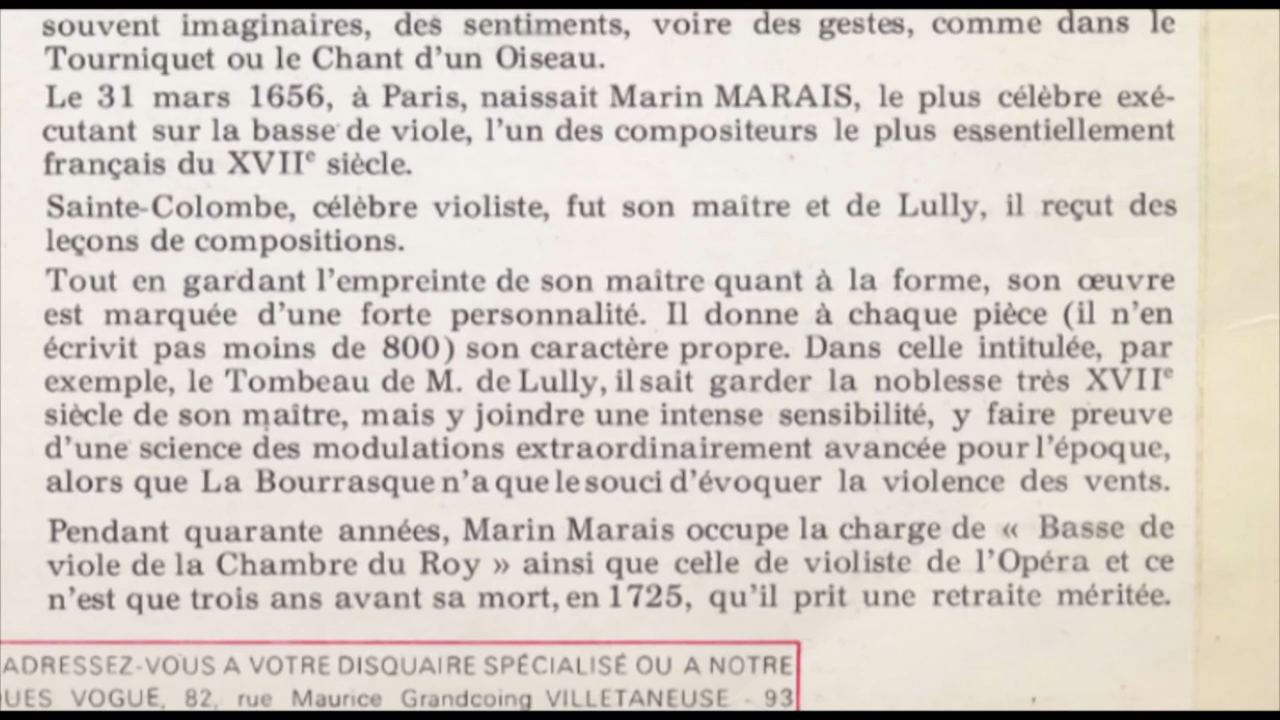 souvent imaginaires, des sentiments, voire des gestes, comme dans le
Tourniquet ou le Chant d'un Oiseau.
Le 31 mars 1656, à Paris, naissait Marin MARAIS, le plus célèbre exé-
cutant sur la basse de viole, l'un des compositeurs le plus essentiellement
français du XVIIe siècle.
Sainte-Colombe, célèbre violiste, fut son maître et de Lully, il reçut des
leçons de compositions.
Tout en gardant l'empreinte de son maître quant à la forme, son œuvre
est marquée d'une forte personnalité. Il donne à chaque pièce (il n'en
écrivit pas moins de 800) son caractère propre. Dans celle intitulée, par
exemple, le Tombeau de M. de Lully, il sait garder la noblesse très XVIIe
siècle de son maître, mais y joindre une intense sensibilité, y faire preuve
d'une science des modulations extraordinairement avancée pour l'époque,
alors que La Bourrasque n'a que le souci d'évoquer la violence des vents.
Pendant quarante années, Marin Marais occupe la charge de « Basse de
viole de la Chambre du Roy » ainsi que celle de violiste de l'Opéra et ce
n'est que trois ans avant sa mort, en 1725, qu'il prit une retraite méritée.
ADRESSEZ-VOUS A VOTRE DISQUAIRE SPÉCIALISÉ OU A NOTRE
UES VOGUE, 82, rue Maurice Grandcoing VILLETANEUSE - 93